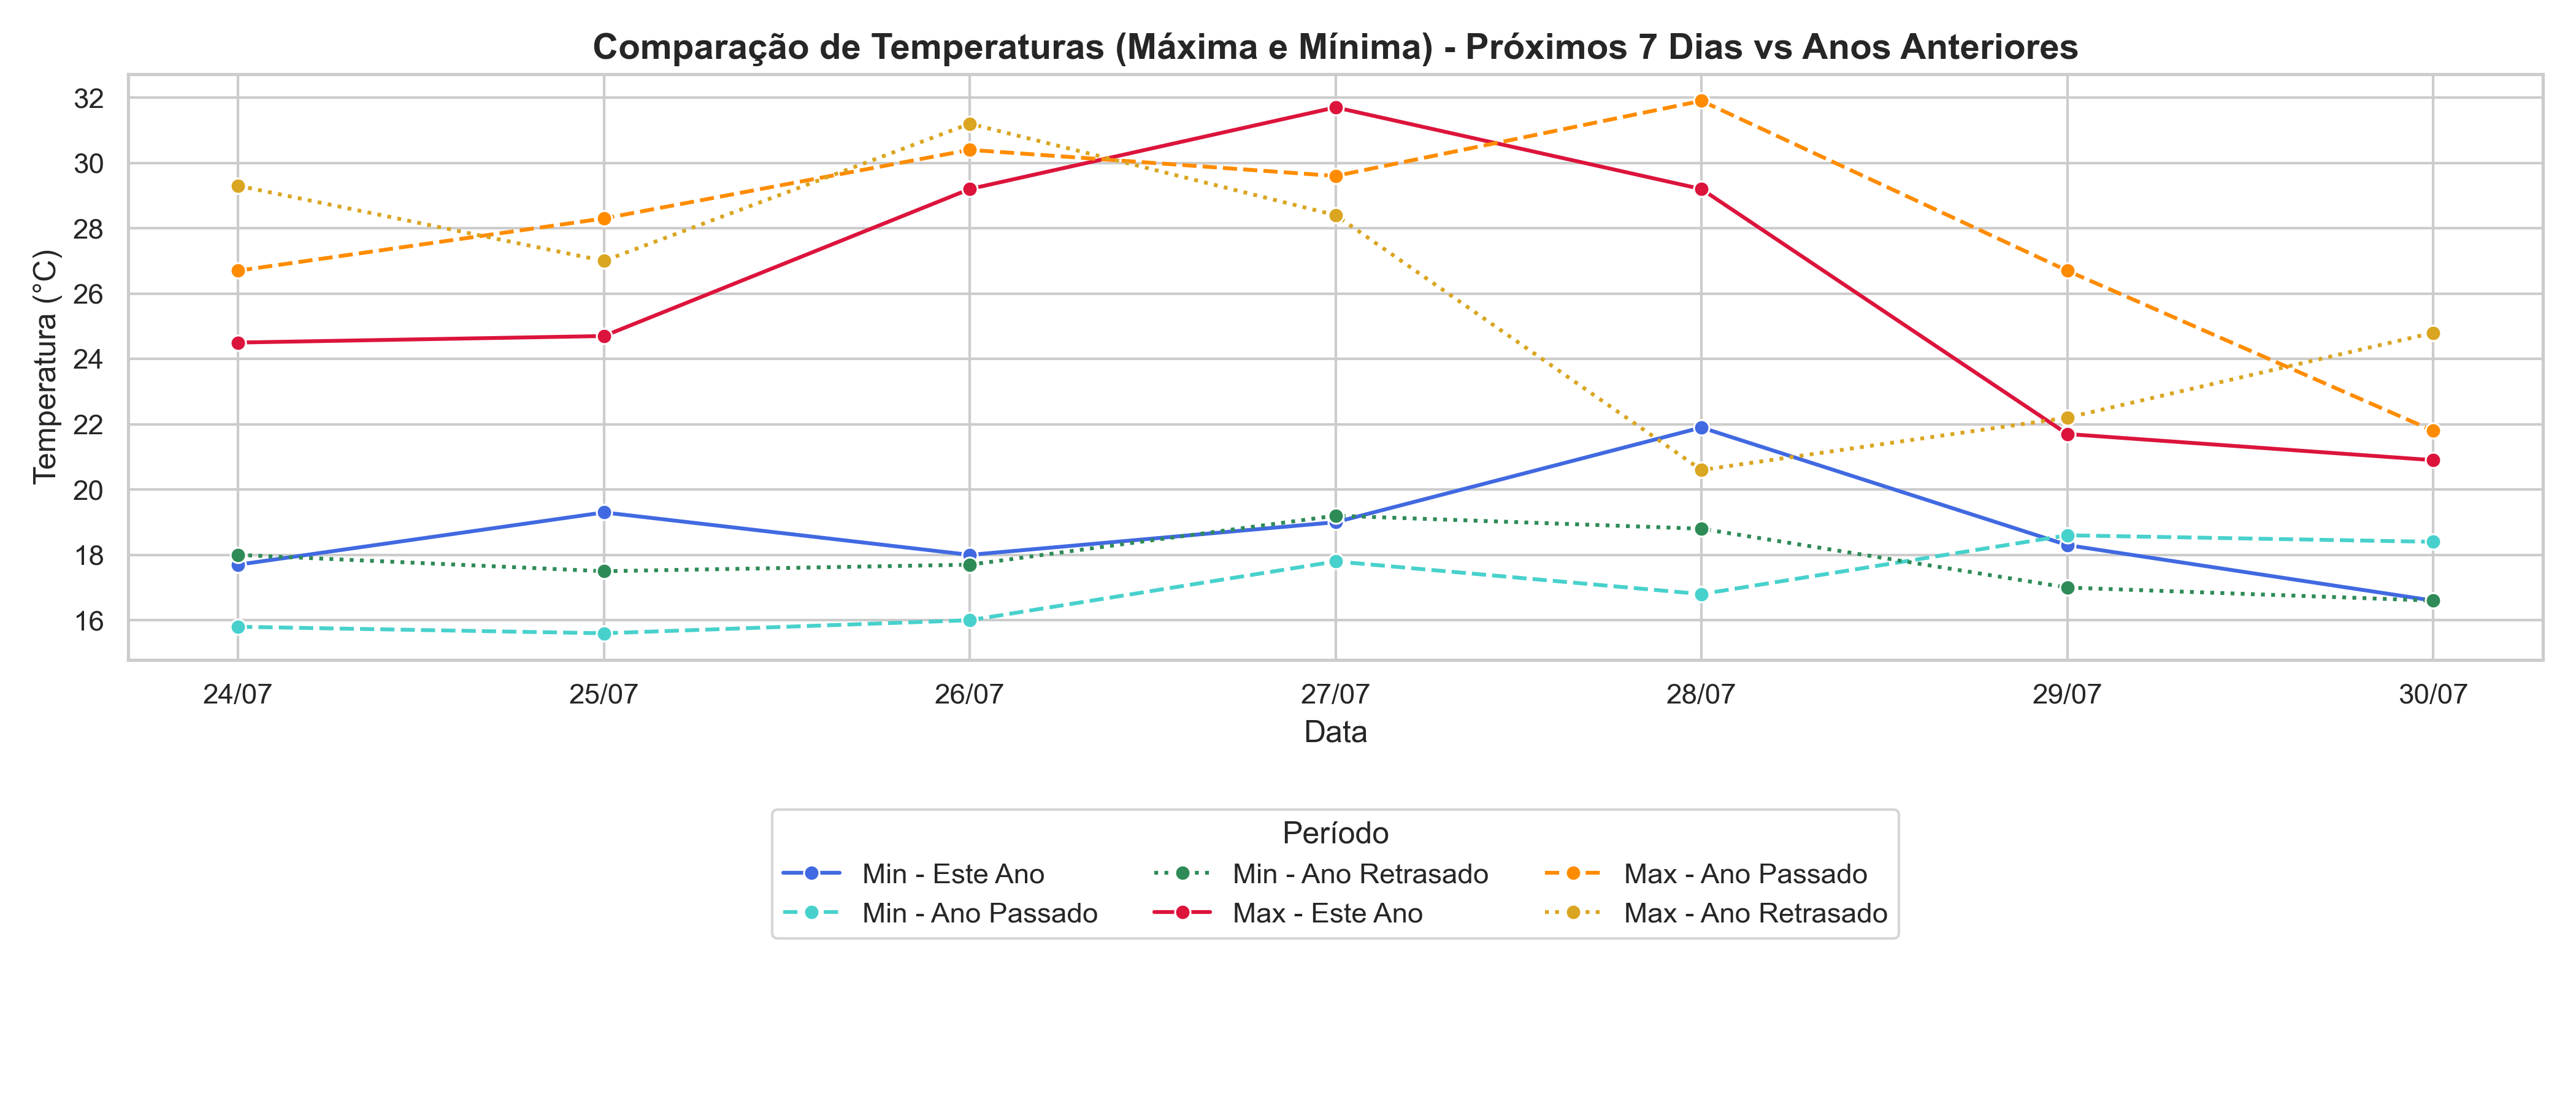 Comparação de Temperaturas (Máxima e Mínima) - Próximos 7 Dias vs Anos Anteriores
Temperatura (°C)
32
30
28
26
24
22
20
18
16
24/07 25/07 26/07 27/07 28/07 29/07 30/07
Data
Período
Min - Este Ano Min - Ano Retrasado Max - Ano Passado
Min - Ano Passado Max - Este Ano Max - Ano Retrasado